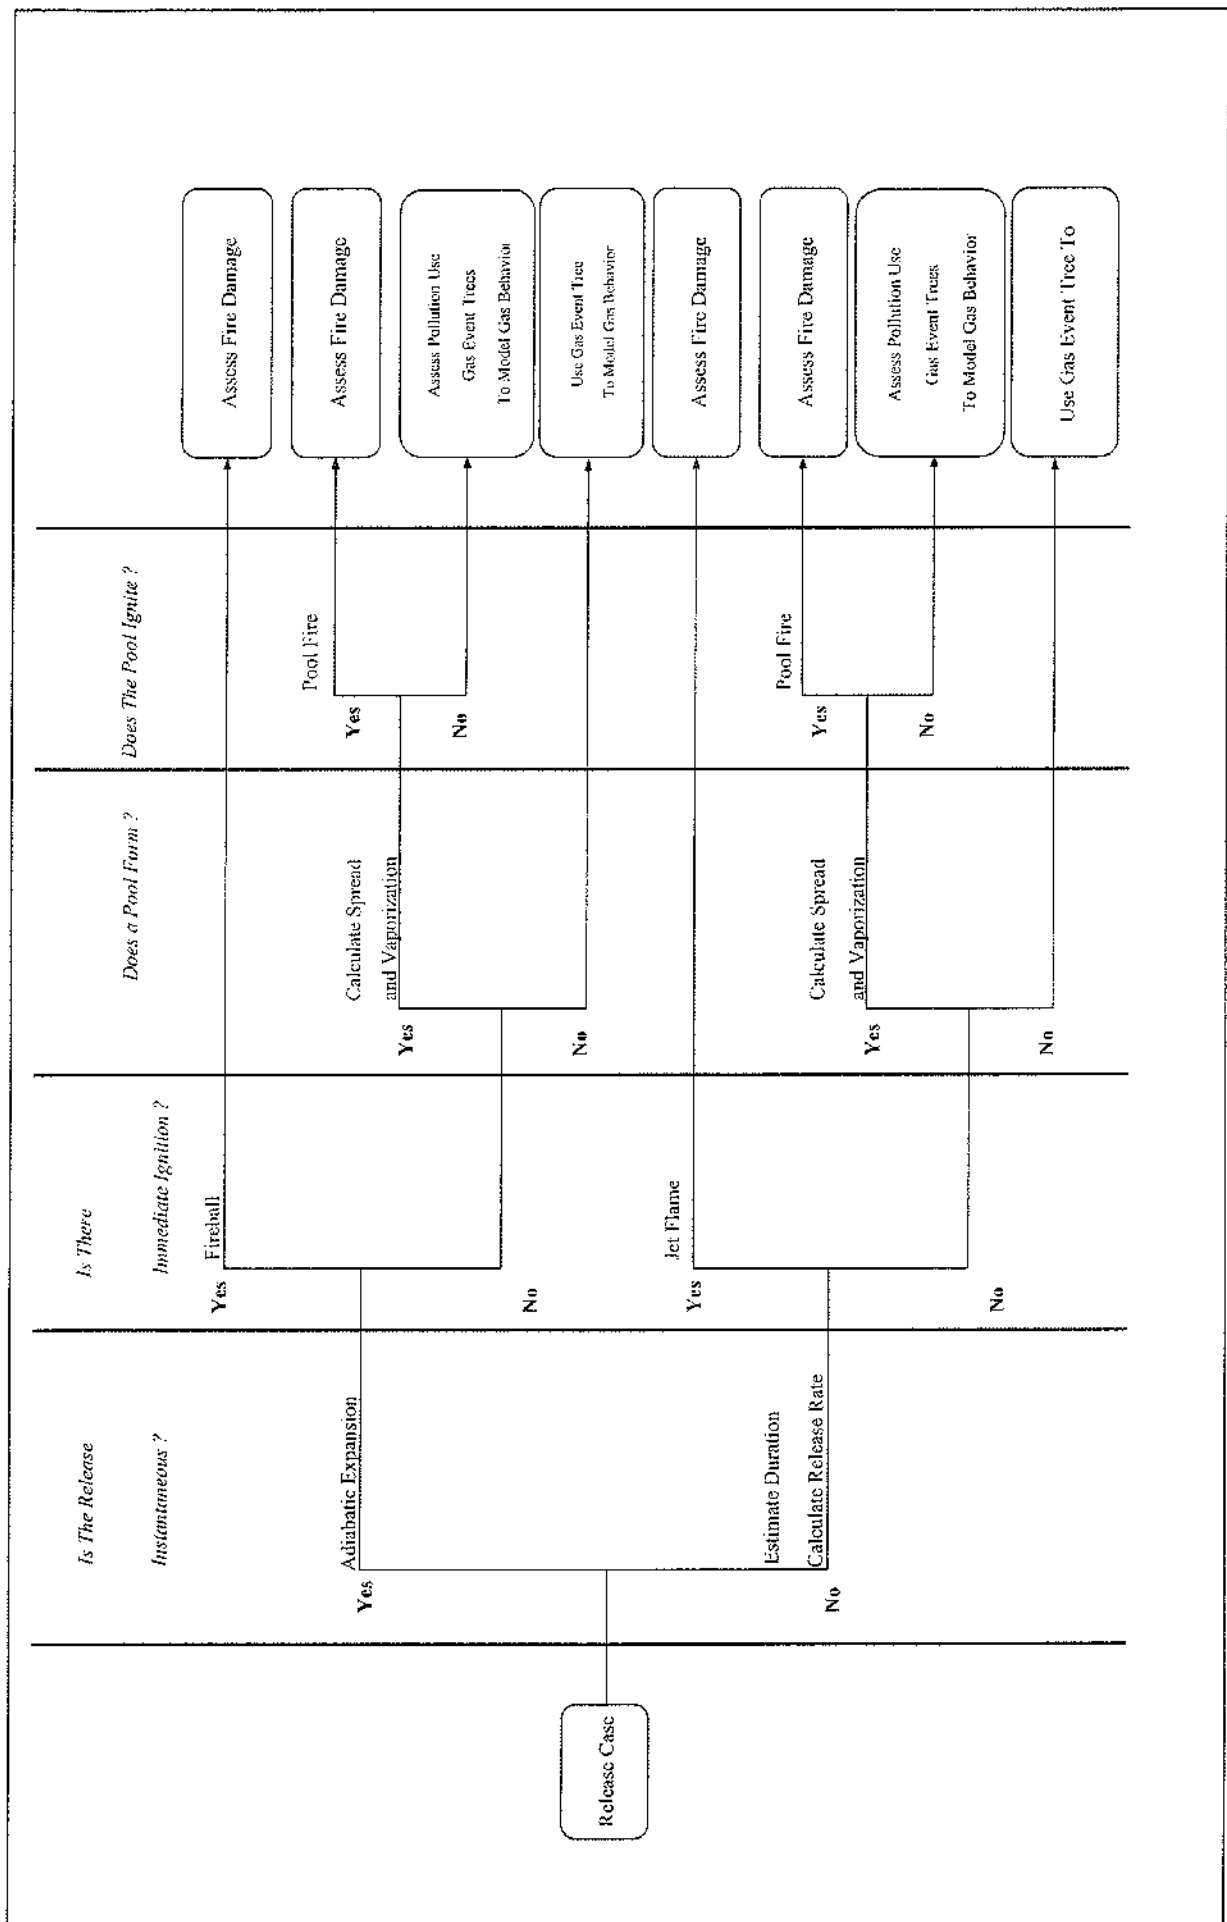 Is The Release
Instantaneous ?
Is There
Immediate Ignition ?
Does a Pool Form ?
Does The Pool Ignite ?
Release Case
Yes
Adiabatic Expansion
No
Estimate Duration
Calculate Release Rate
Yes
Fireball
No
Yes
Jet Flame
No
Calculate Spread
and Vaporization
Yes
No
Calculate Spread
and Vaporization
Yes
No
Pool Fire
Yes
No
Pool Fire
Yes
No
Assess Fire Damage
Assess Fire Damage
Assess Pollution Use
Gas Event Trees
To Model Gas Behavior
Use Gas Event Tree
To Model Gas Behavior
Assess Fire Damage
Assess Fire Damage
Assess Pollution Use
Gas Event Trees
To Model Gas Behavior
Use Gas Event Tree To